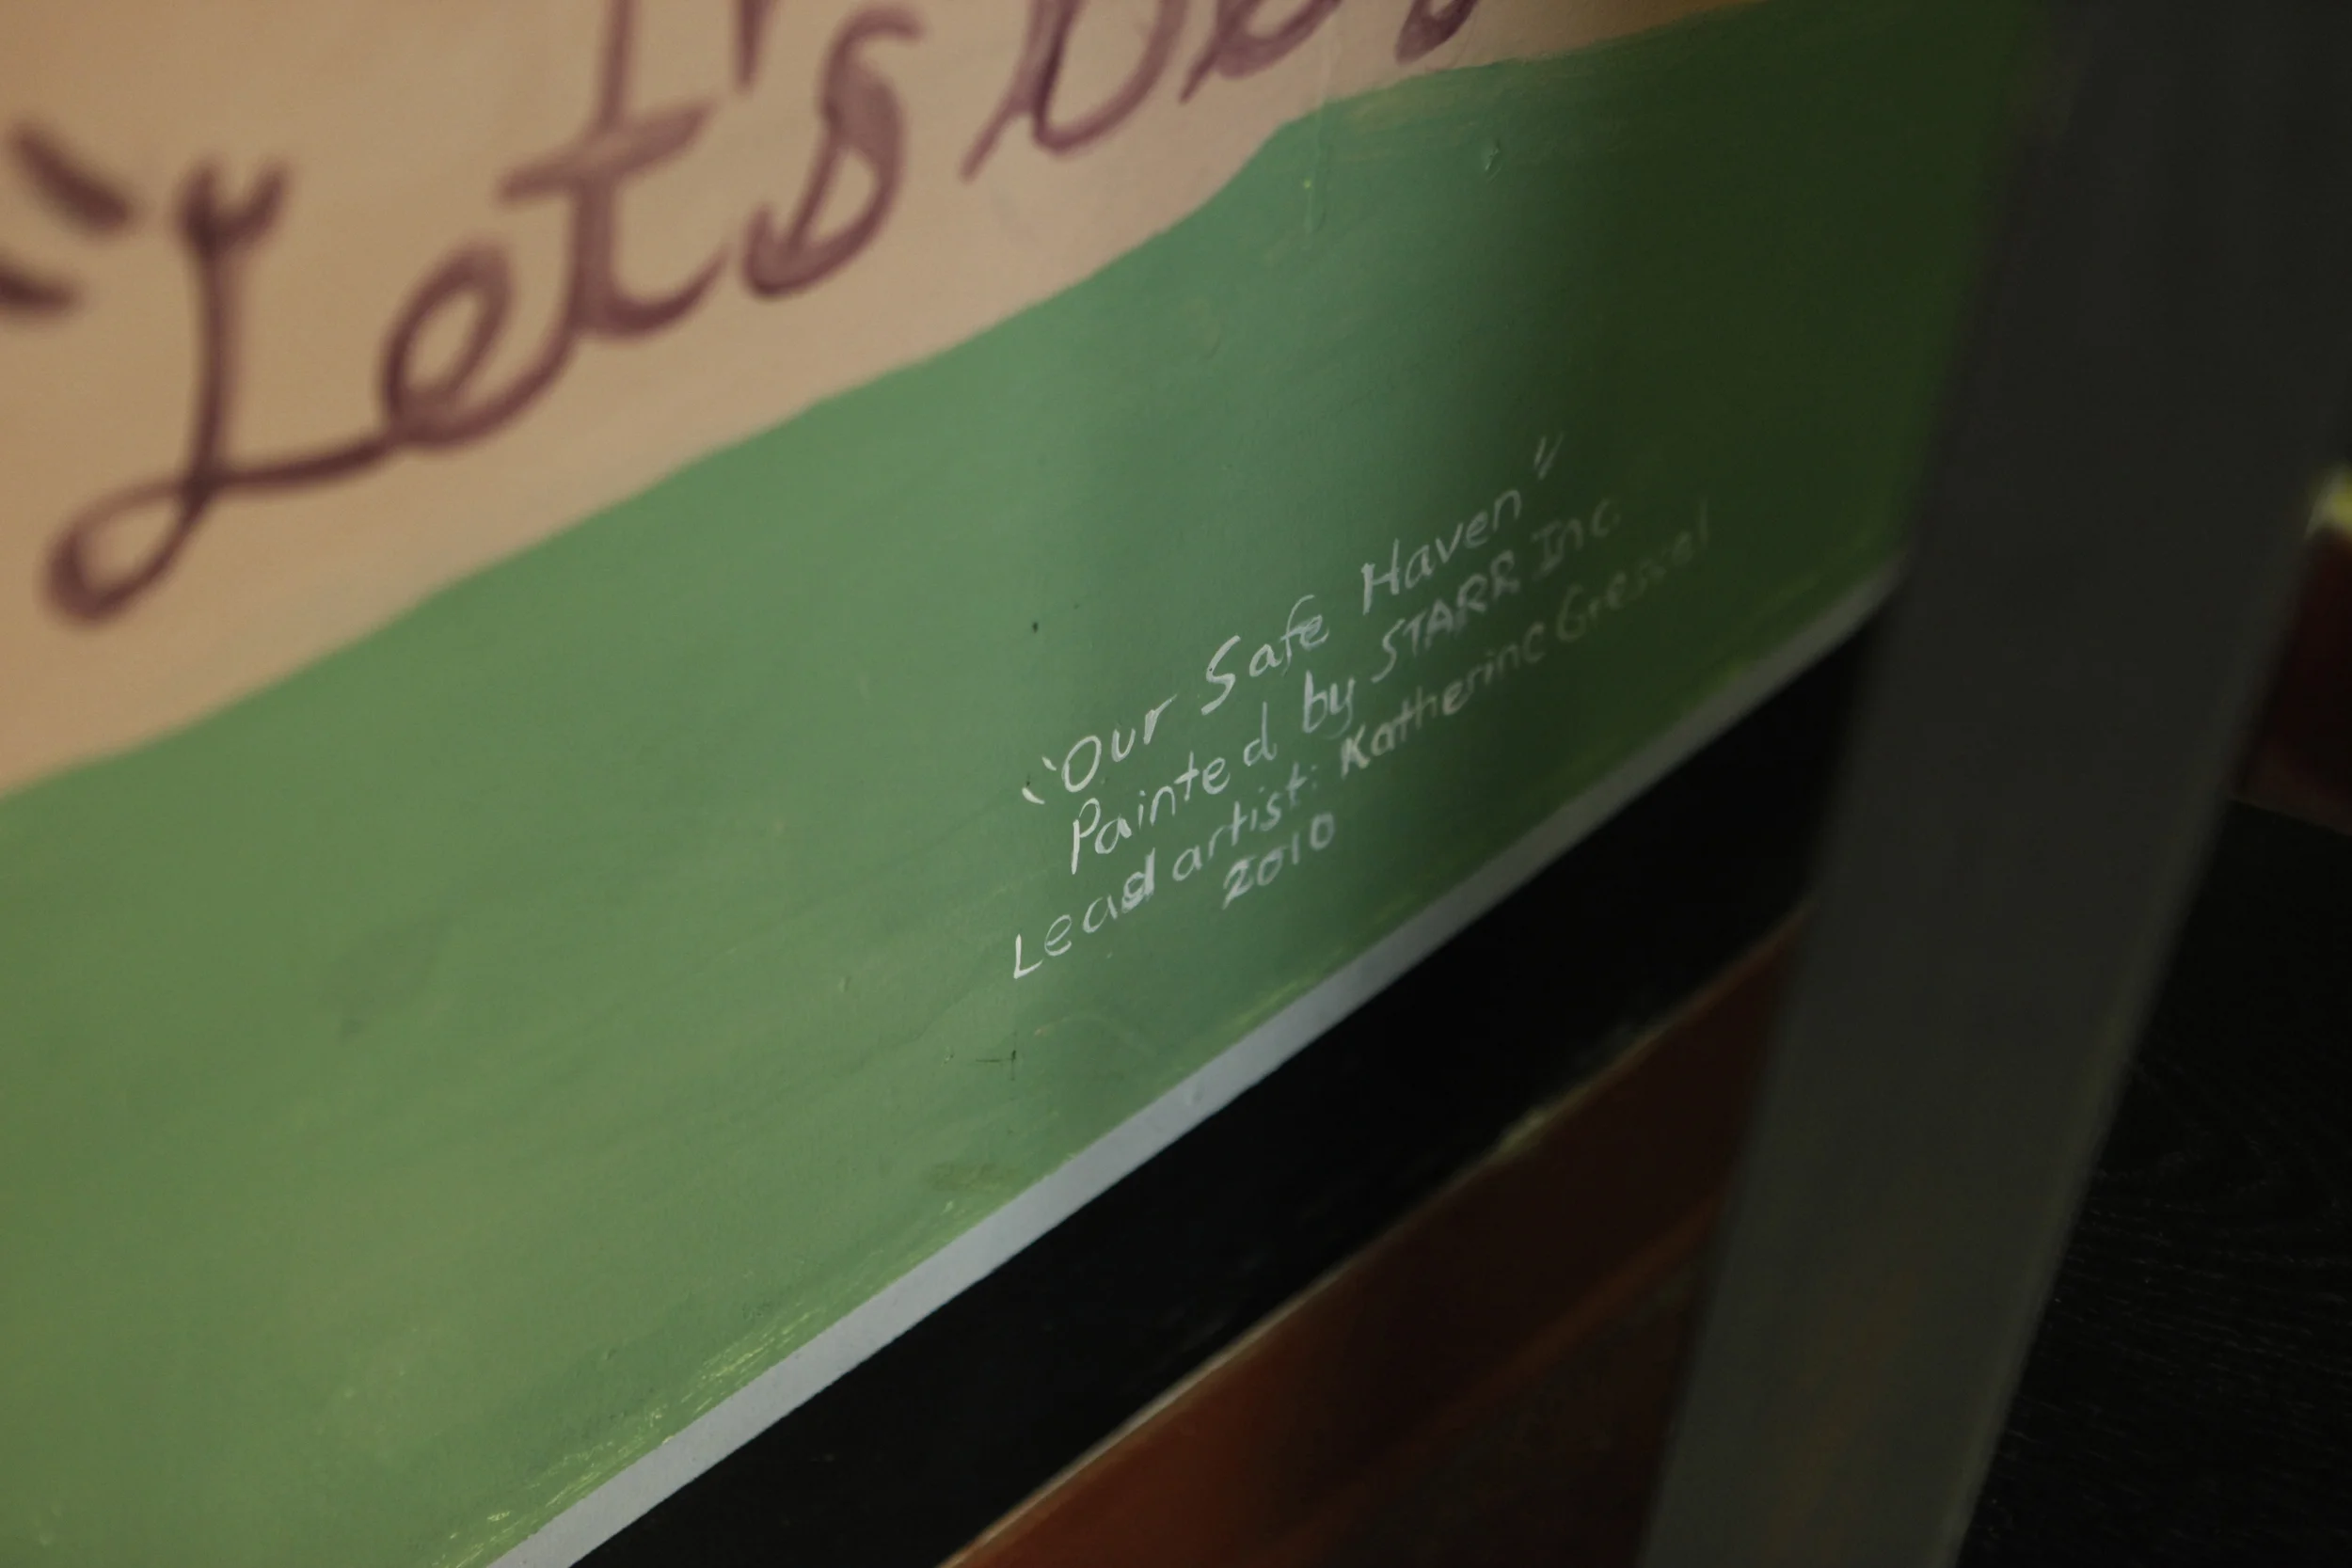 "Let's
"Our Safe Haven"
Painted by STARR Inc.
Lead artist: Katherine Gressel
2010